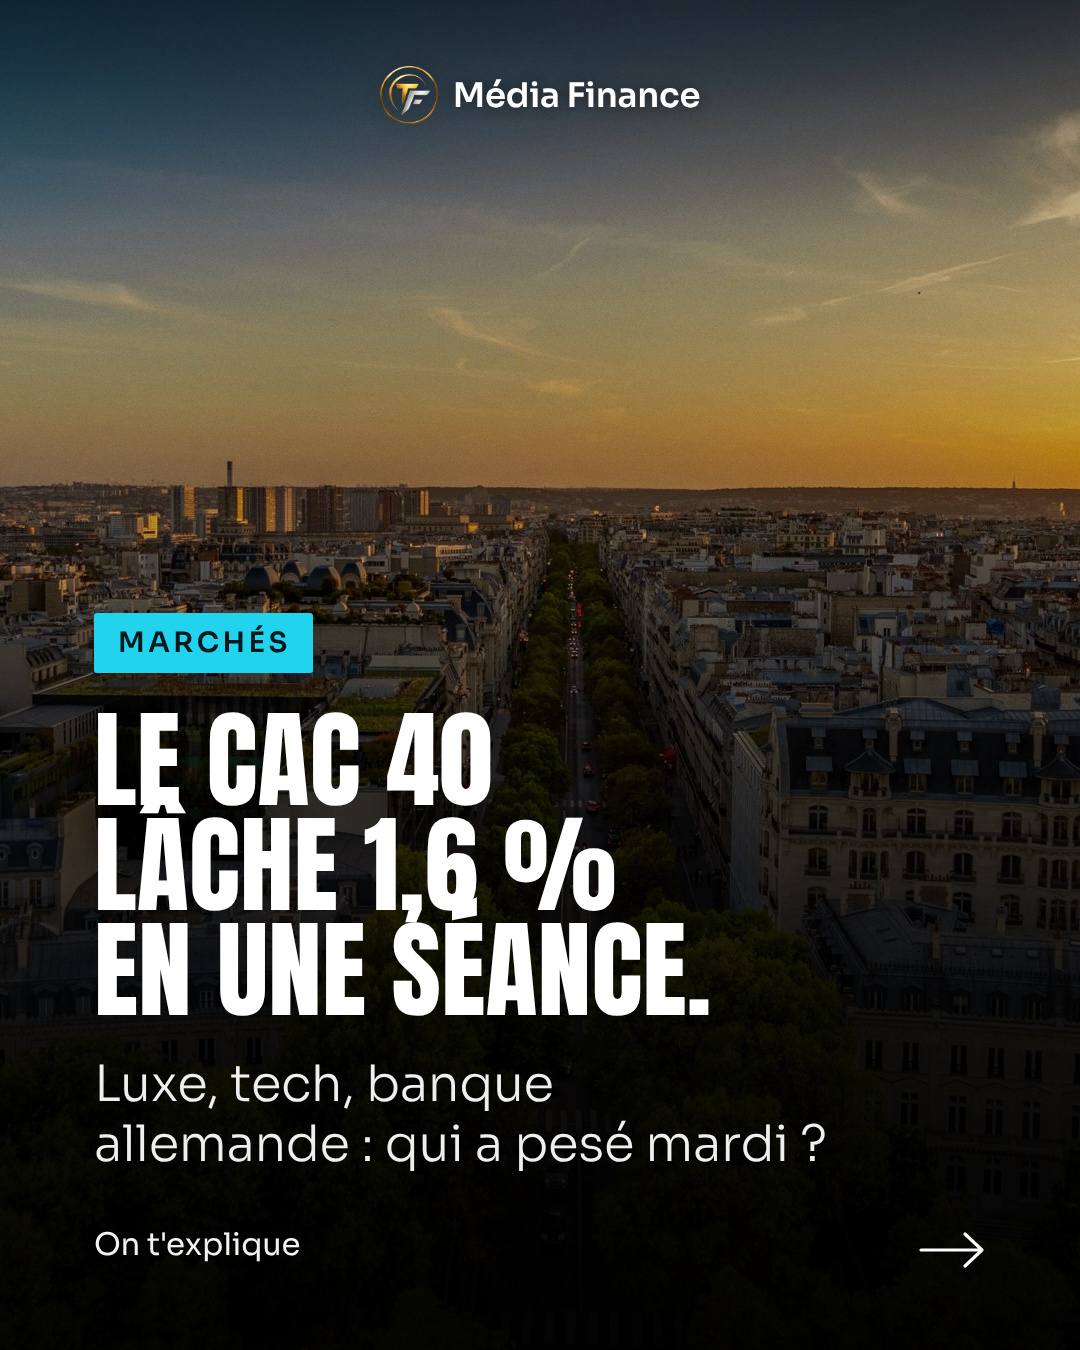 TF Média Finance
MARCHÉS
LE CAC 40
LÂCHE 1,6 %
EN UNE SÉANCE.
Luxe, tech, banque
allemande : qui a pesé mardi ?
On t'explique